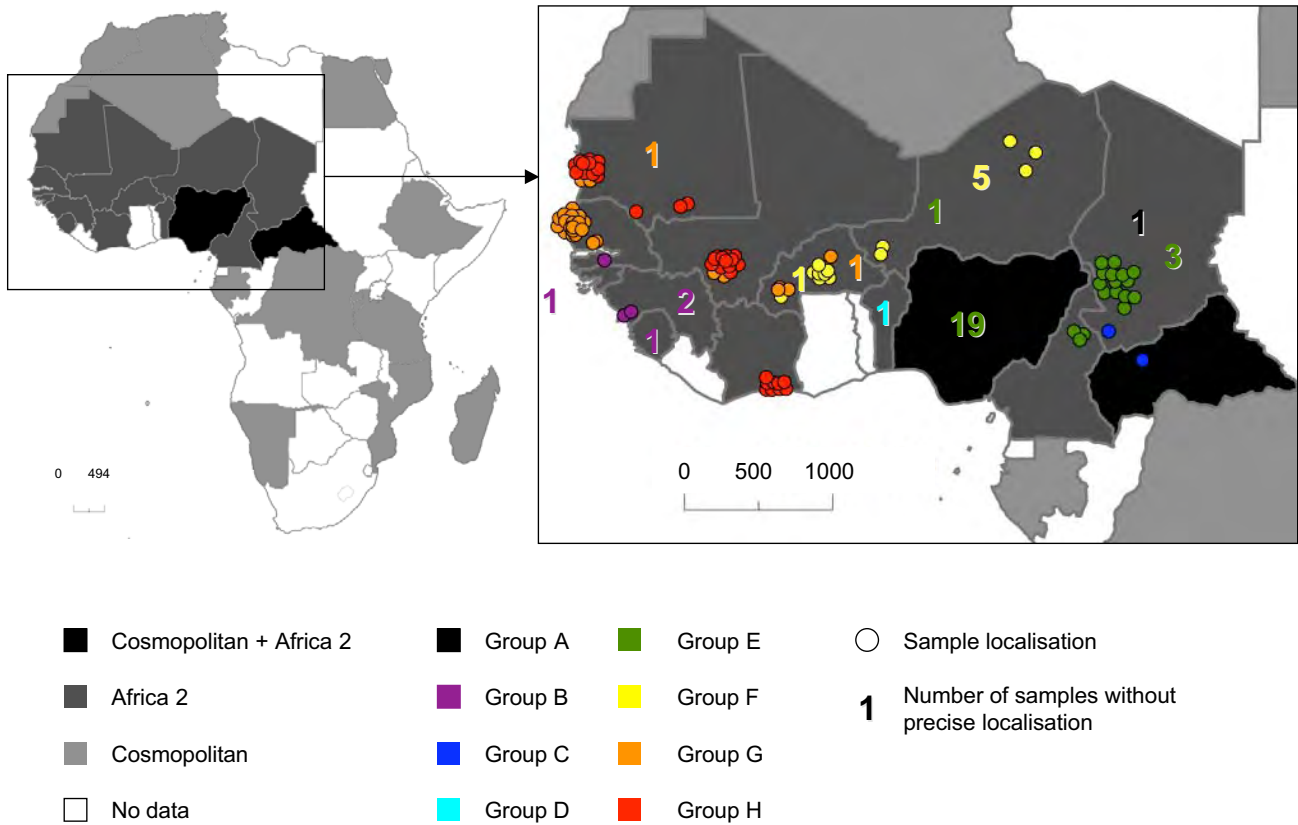 0 494
1
5
1
1
3
1
1
1
2
1
19
1
0 500 1000
Cosmopolitan + Africa 2
Africa 2
Cosmopolitan
No data
Group A
Group B
Group C
Group D
Group E
Group F
Group G
Group H
Sample localisation
1 Number of samples without
precise localisation